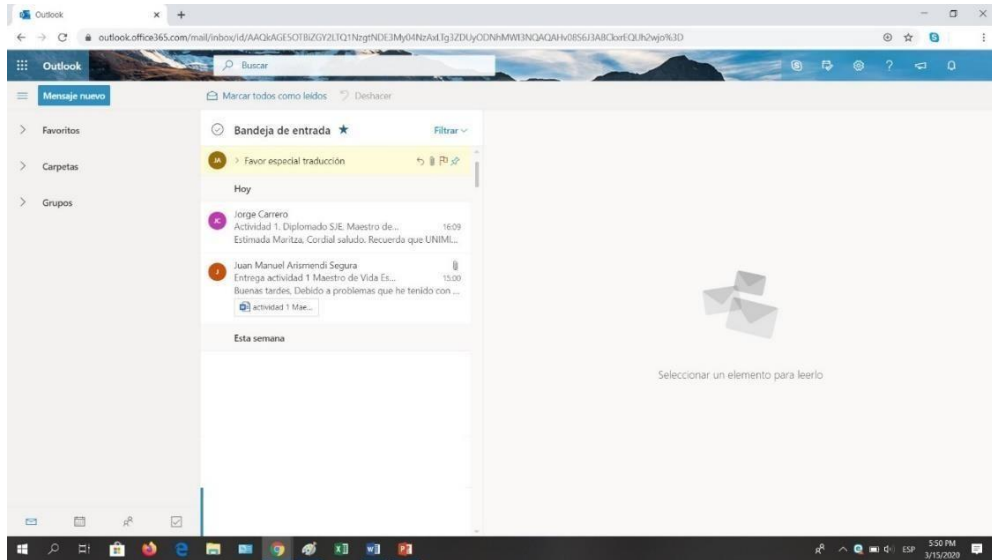 Outlook
outlook.office365.com/mail/inbox/id/
Outlook
Buscar
Mensaje nuevo
Marcar todos como leídos
Deshacer
Favoritos
Carpetas
Grupos
Bandeja de entrada
Filtrar
JA
Favor especial traducción
Hoy
JC
Jorge Carrero
Actividad 1. Diplomado SJE. Maestro de... 16:09
Estimada Maritza, Cordial saludo. Recuerda que UNIMI...
J
Juan Manuel Arismendi Segura
Entrega actividad 1 Maestro de Vida Es... 15:00
Buenas tardes, Debido a problemas que he tenido con ...
actividad 1 Mae...
Esta semana
Seleccionar un elemento para leerlo
ESP
5:50 PM
3/15/2020